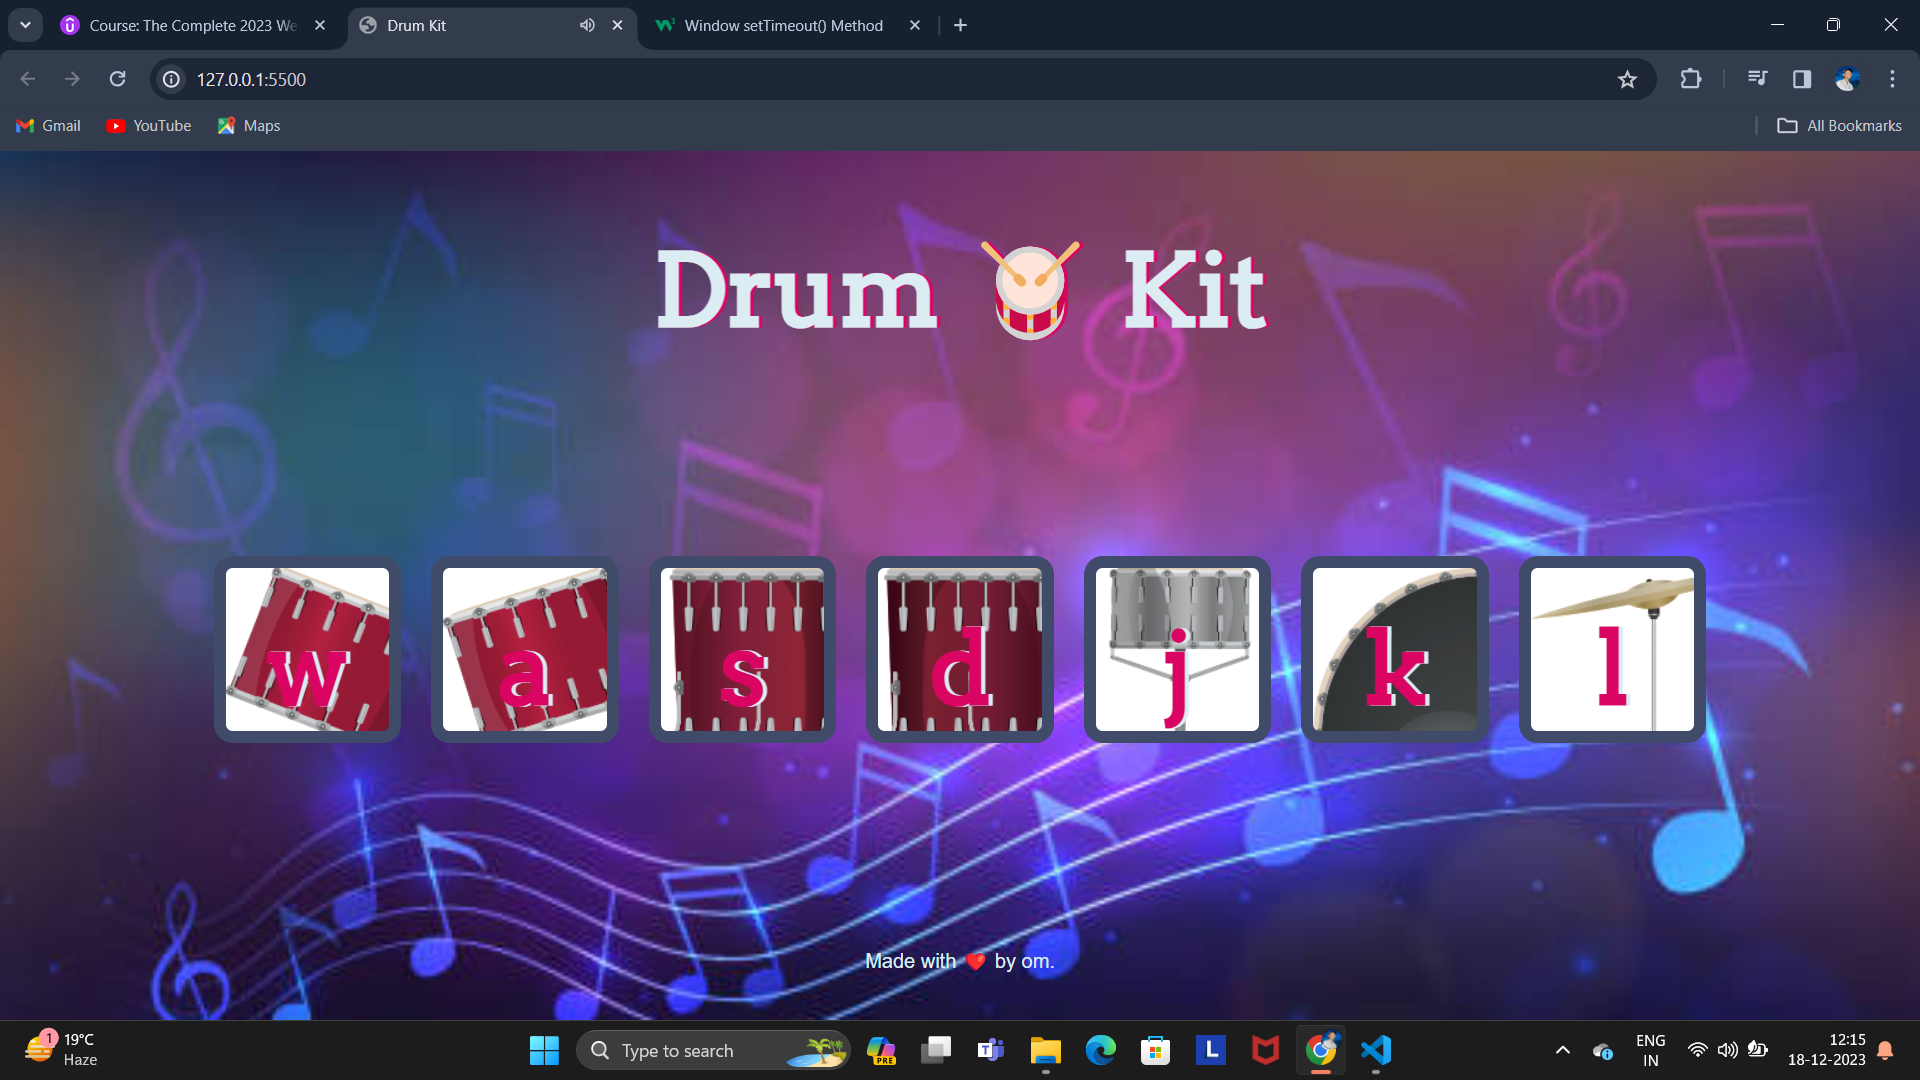 Course: The Complete 2023 We
Drum Kit
Window setTimeout() Method
127.0.0.1:5500
Gmail
YouTube
Maps
All Bookmarks
Drum Kit
w
a
s
d
j
k
l
Made with ❤️ by om.
1
19°C
Haze
Type to search
PRE
T
L
ENG
IN
12:15
18-12-2023